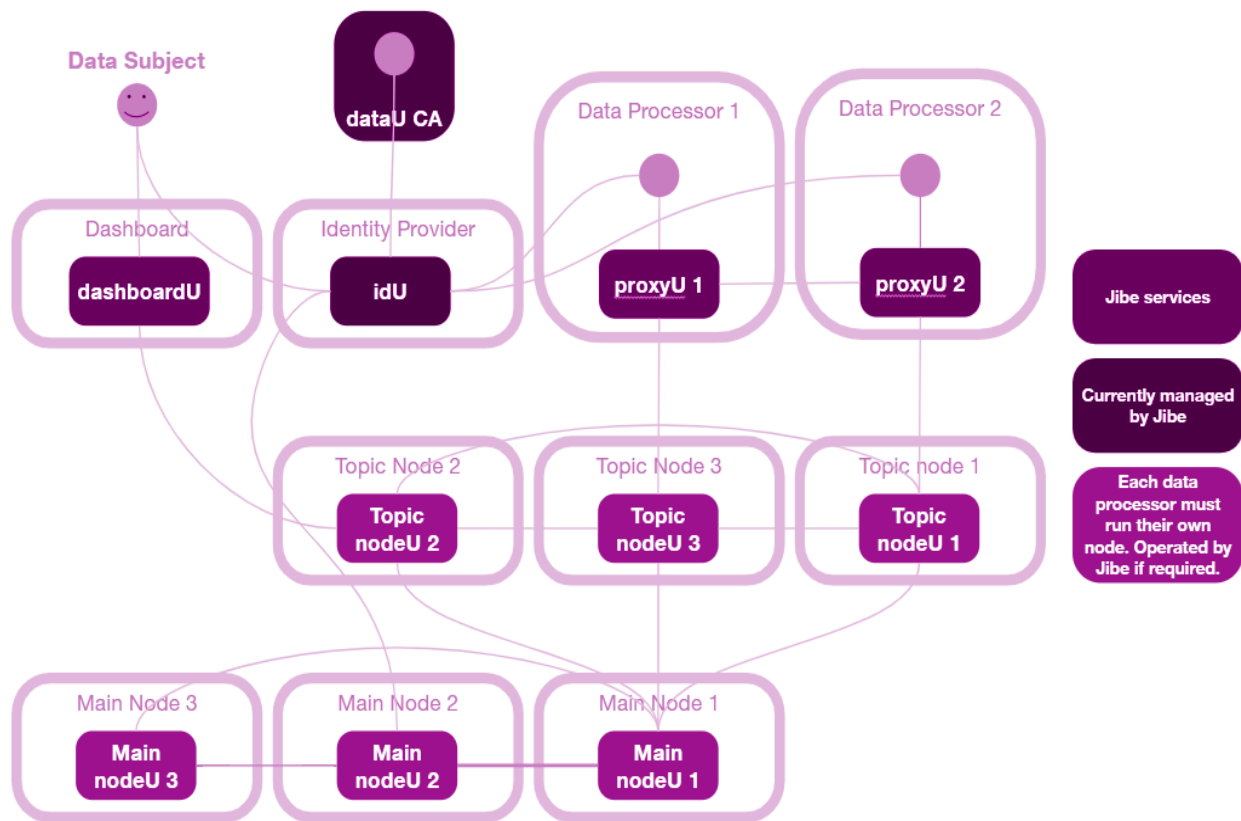 Data Subject
dataU CA
Data Processor 1
Data Processor 2
Dashboard
Identity Provider
dashboardU
idU
proxyU 1
proxyU 2
Jibe services
Currently managed
by Jibe
Topic Node 2
Topic Node 3
Topic node 1
Topic
nodeU 2
Topic
nodeU 3
Topic
nodeU 1
Each data
processor must
run their own
node. Operated by
Jibe if required.
Main Node 3
Main Node 2
Main Node 1
Main
nodeU 3
Main
nodeU 2
Main
nodeU 1